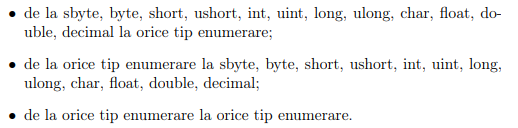 • de la sbyte, byte, short, ushort, int, uint, long, ulong, char, float, do-
uble, decimal la orice tip enumerare;
• de la orice tip enumerare la sbyte, byte, short, ushort, int, uint, long,
ulong, char, float, double, decimal;
• de la orice tip enumerare la orice tip enumerare.